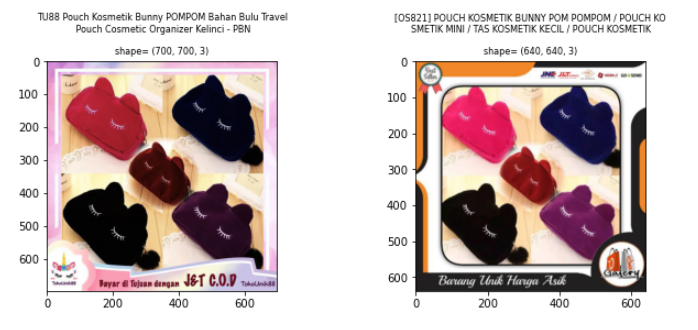 TU88 Pouch Kosmetik Bunny POMPOM Bahan Bulu Travel
Pouch Cosmetic Organizer Kelinci - PBN
shape= (700, 700, 3)
0
100
200
300
400
500
600
0
200
400
600
TokoUnik88
Bayar di Tujuan dengan J&T C.O.D
TokoUnik88
[OS821] POUCH KOSMETIK BUNNY POM POMPOM / POUCH KO
SMETIK MINI / TAS KOSMETIK KECIL / POUCH KOSMETIK
shape= (640, 640, 3)
0
100
200
300
400
500
600
0
200
400
600
Best
Seller
JNE J&T
Barang Unik Harga Asik
Gallery